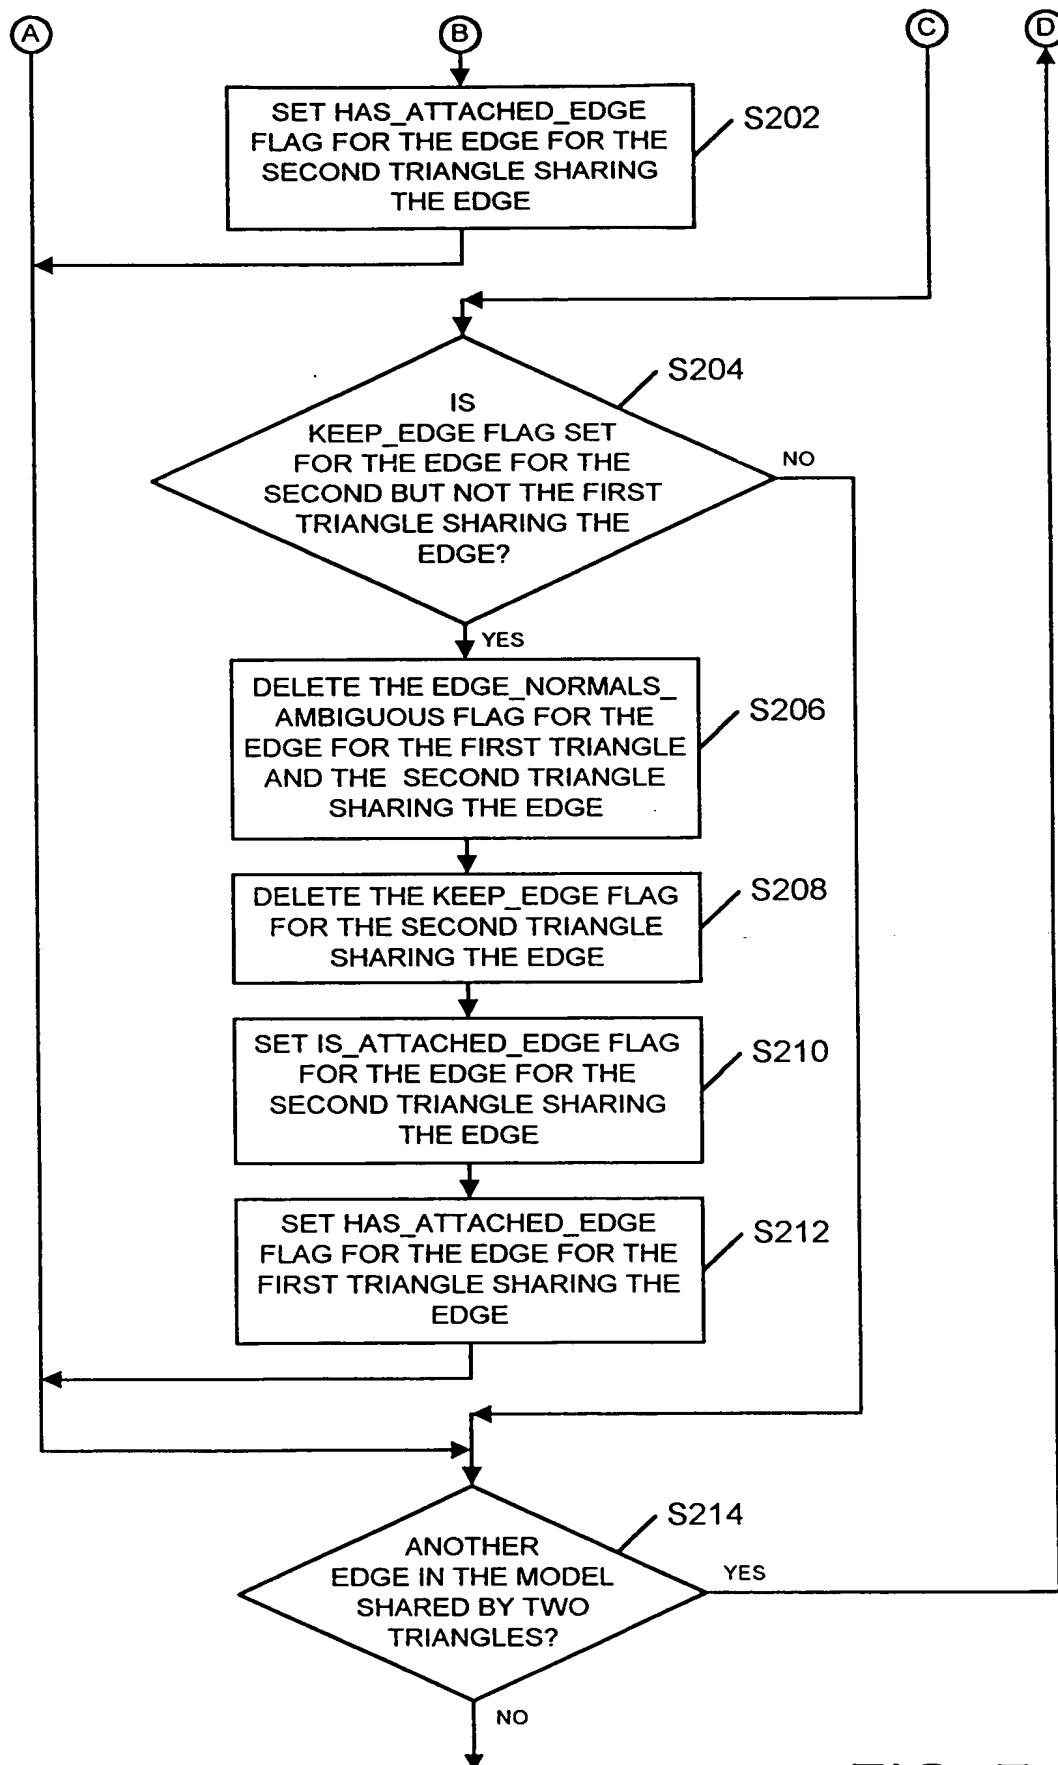 A
B
C
D
SET HAS_ATTACHED_EDGE
FLAG FOR THE EDGE FOR THE
SECOND TRIANGLE SHARING
THE EDGE
S202
S204
IS
KEEP_EDGE FLAG SET
FOR THE EDGE FOR THE
SECOND BUT NOT THE FIRST
TRIANGLE SHARING THE
EDGE?
NO
YES
DELETE THE EDGE_NORMALS_
AMBIGUOUS FLAG FOR THE
EDGE FOR THE FIRST TRIANGLE
AND THE SECOND TRIANGLE
SHARING THE EDGE
S206
DELETE THE KEEP_EDGE FLAG
FOR THE SECOND TRIANGLE
SHARING THE EDGE
S208
SET IS_ATTACHED_EDGE FLAG
FOR THE EDGE FOR THE
SECOND TRIANGLE SHARING
THE EDGE
S210
SET HAS_ATTACHED_EDGE
FLAG FOR THE EDGE FOR THE
FIRST TRIANGLE SHARING THE
EDGE
S212
S214
ANOTHER
EDGE IN THE MODEL
SHARED BY TWO
TRIANGLES?
YES
NO